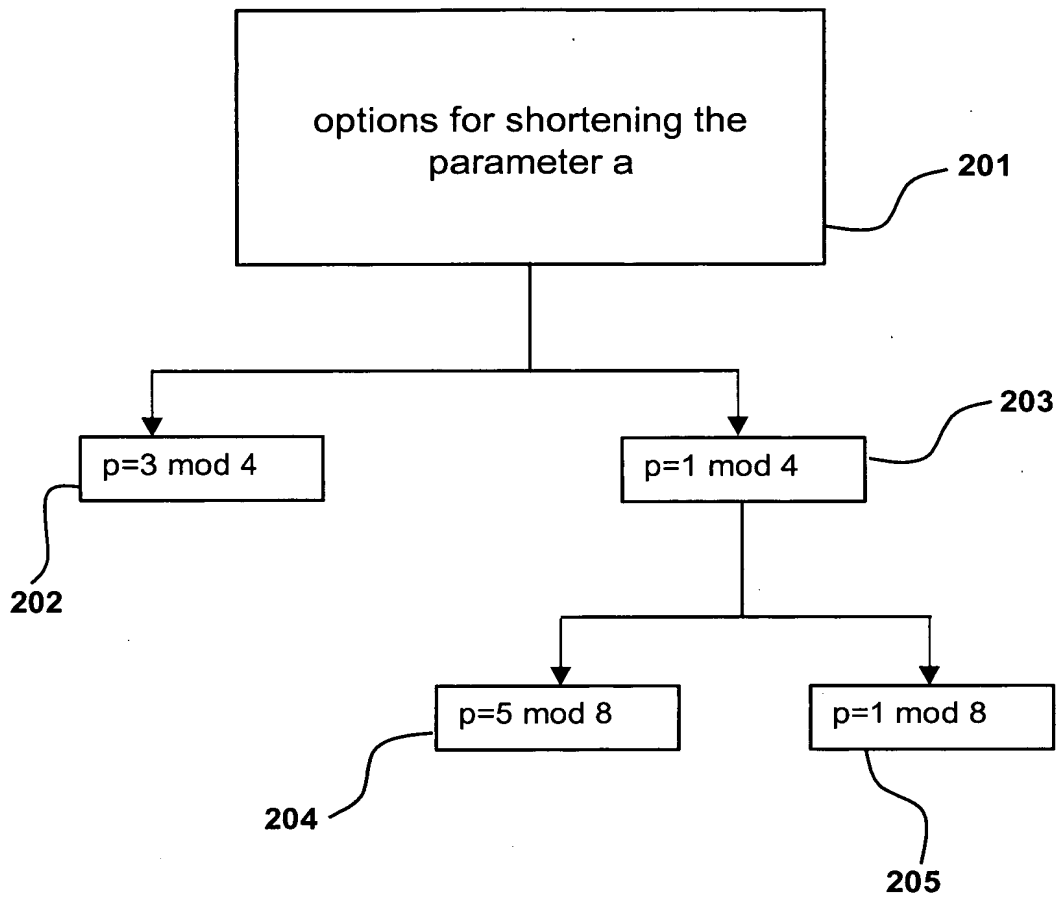 options for shortening the
parameter a
201
203
p=3 mod 4
p=1 mod 4
202
p=5 mod 8
p=1 mod 8
204
205